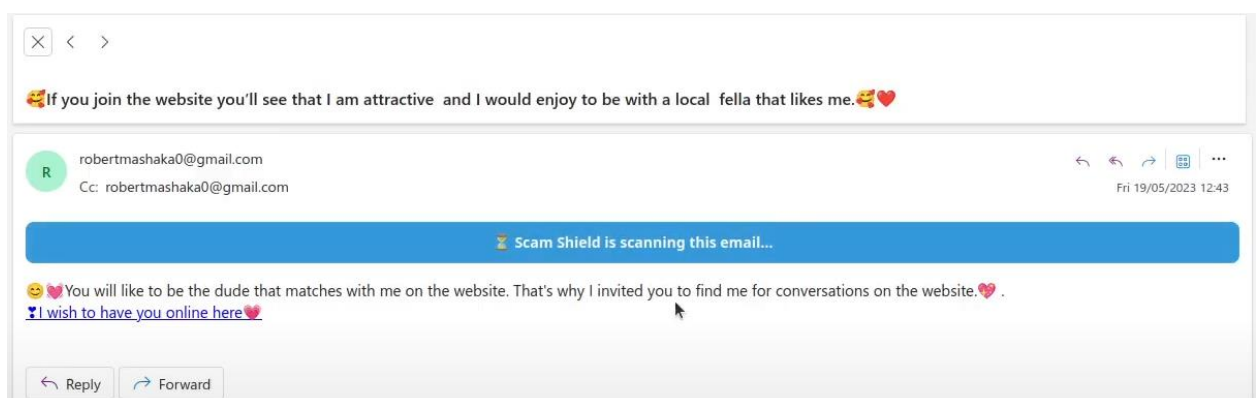 🥰If you join the website you'll see that I am attractive and I would enjoy to be with a local fella that likes me.🥰❤️
R
robertmashaka0@gmail.com
Cc: robertmashaka0@gmail.com
Fri 19/05/2023 12:43
⏳ Scam Shield is scanning this email...
😊💓You will like to be the dude that matches with me on the website. That's why I invited you to find me for conversations on the website.💖 .
❣I wish to have you online here💗
Reply
Forward